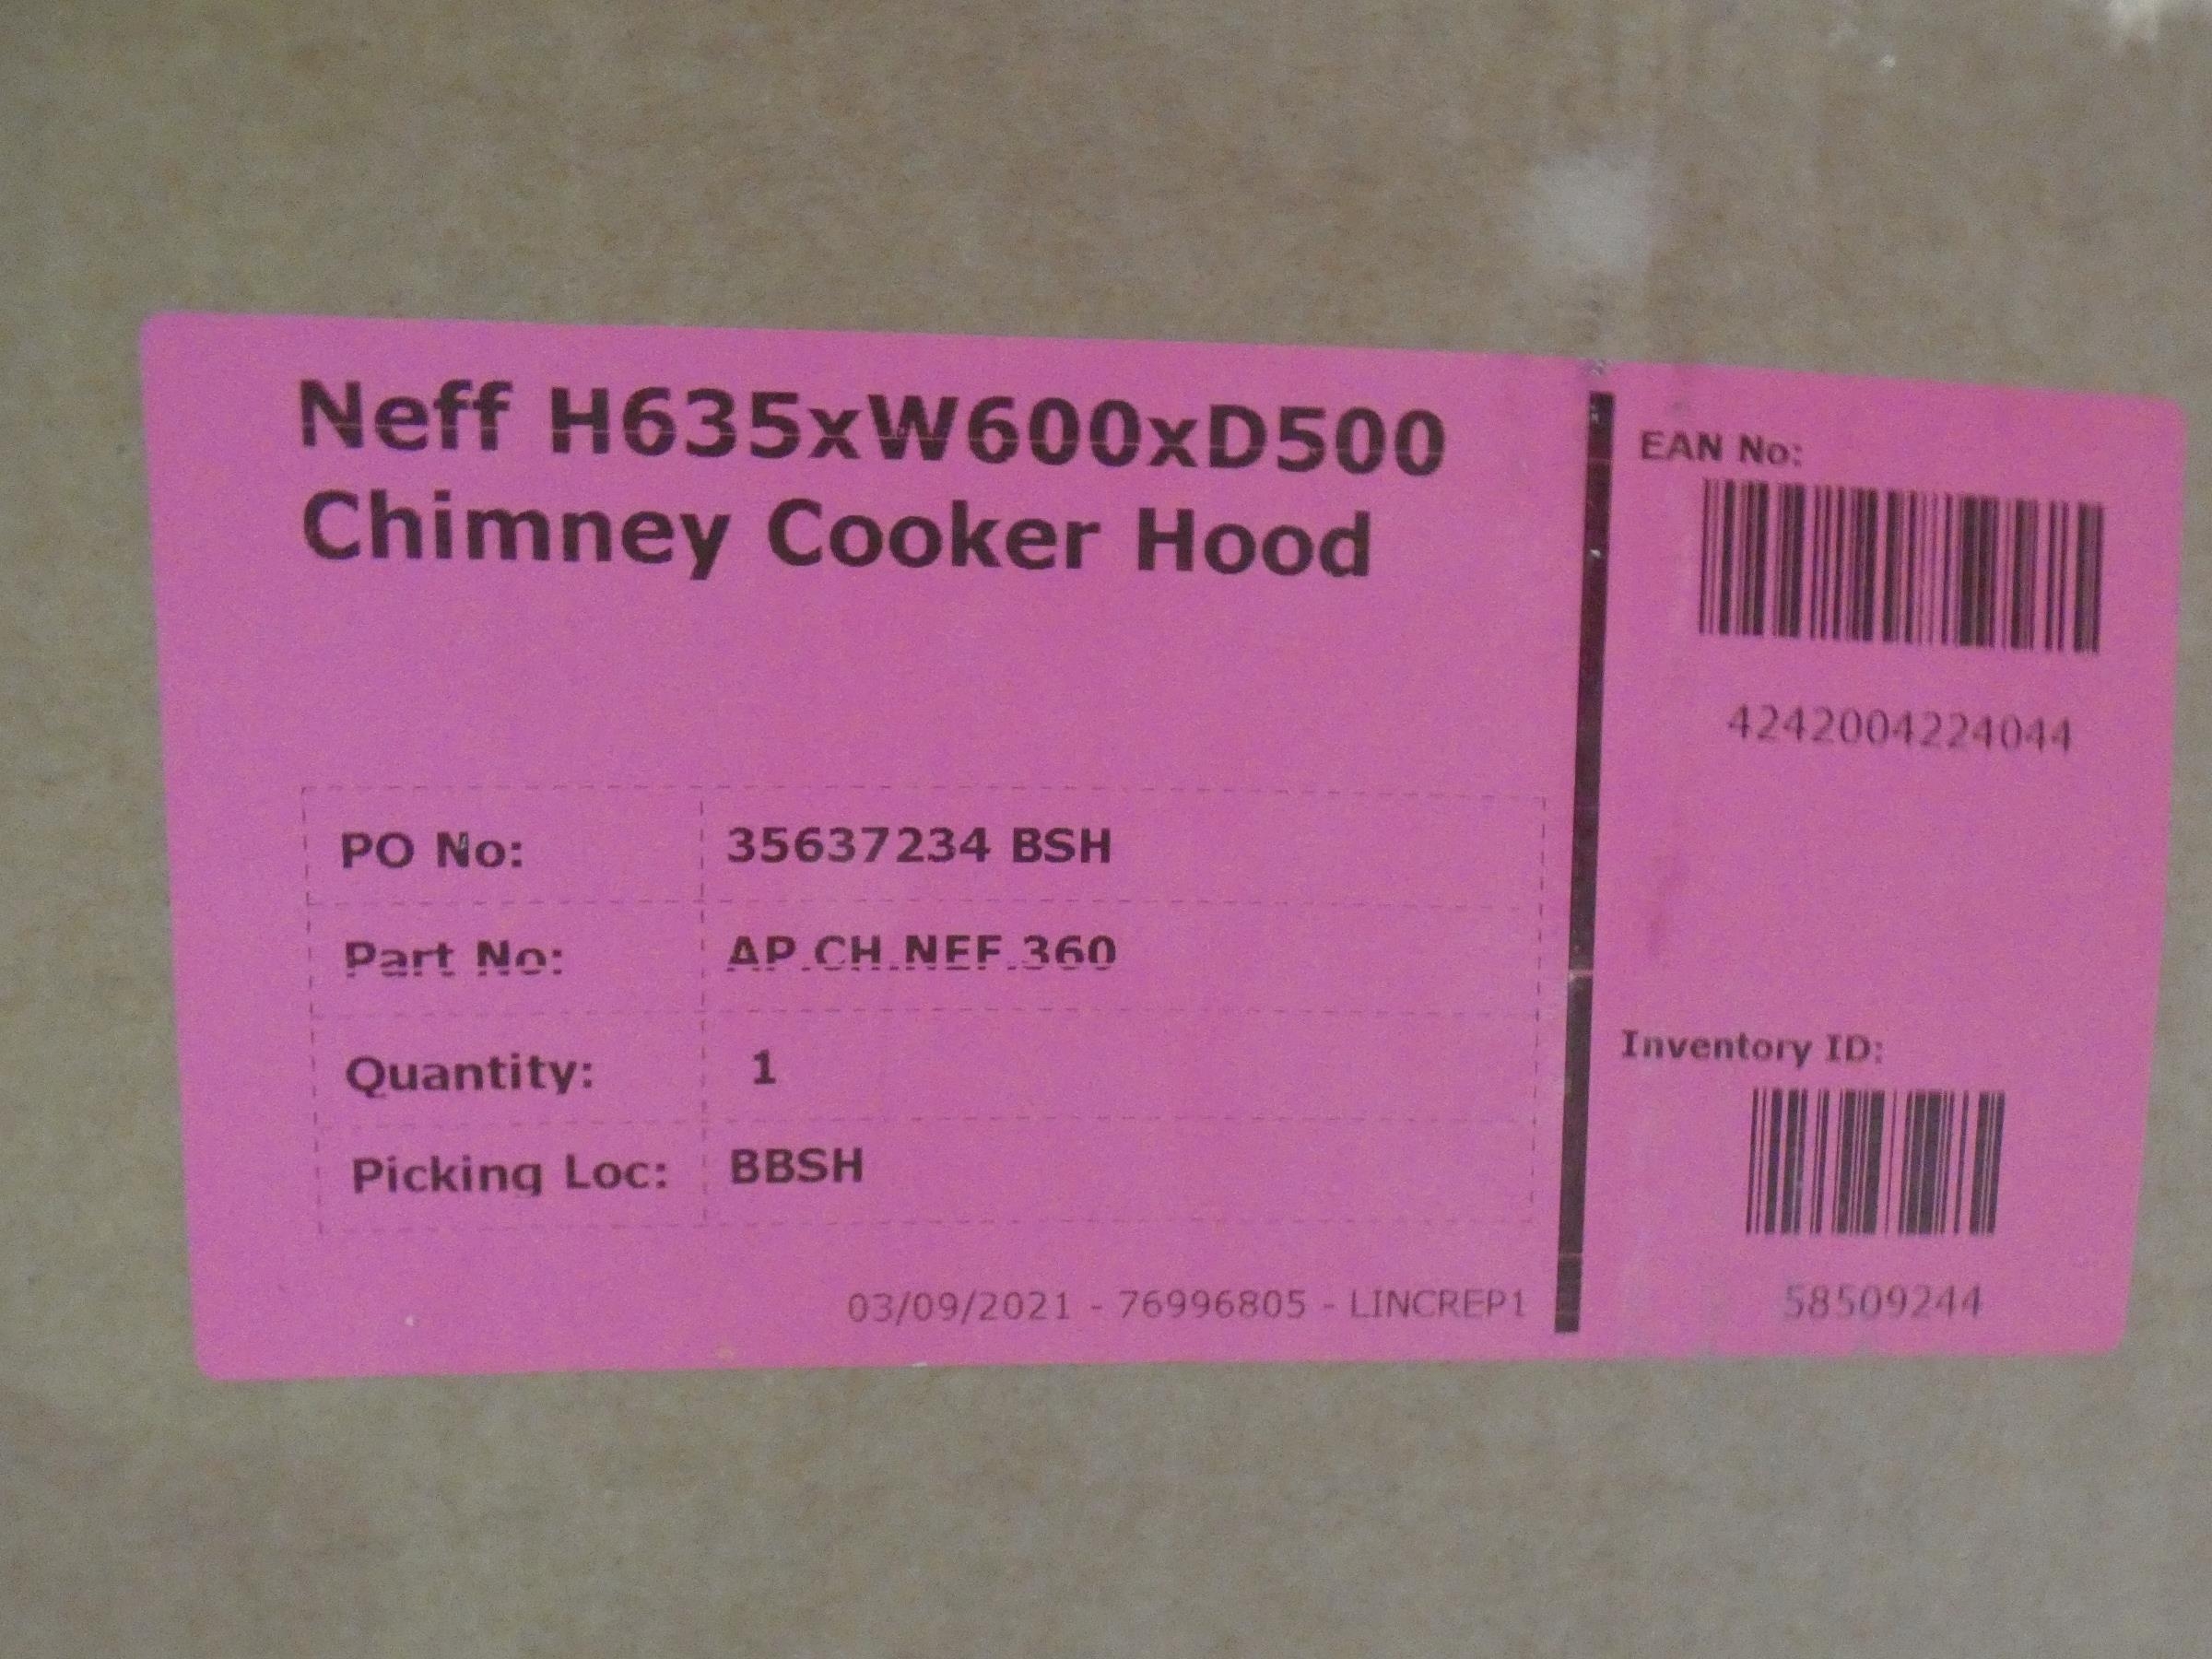 Neff H635xW600xD500
Chimney Cooker Hood
PO No: 35637234 BSH
Part No: AP.CH.NEF.360
Quantity: 1
Picking Loc: BBSH
03/09/2021 - 76996805 - LINCREP1
EAN No:
4242004224044
Inventory ID:
58509244